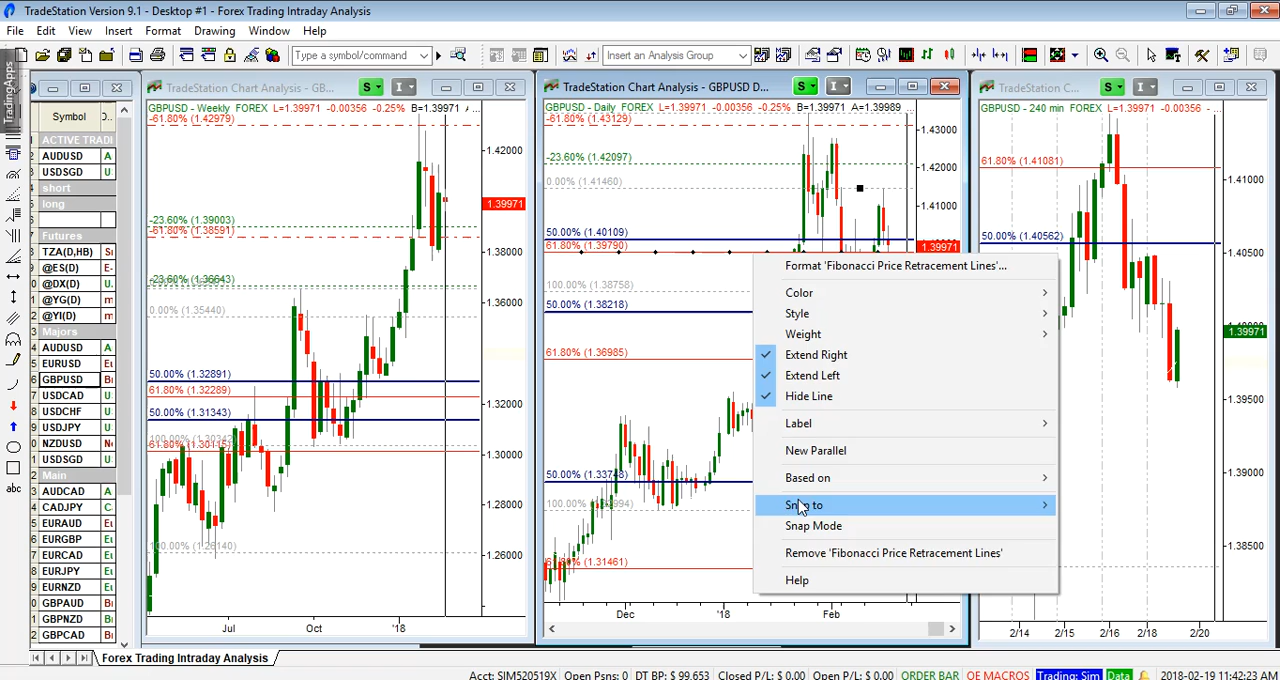 TradeStation Version 9.1 - Desktop #1 - Forex Trading Intraday Analysis
File Edit View Insert Format Drawing Window Help
Type a symbol/command
Insert an Analysis Group
TradingApps
Symbol
ACTIVE TRADI
AUDUSD A
USDSGD U
short
long
Futures
TZA(D,HB)
@ES(D) E
@DX(D) U
@YG(D)
@YI(D)
Majors
AUDUSD A
EURUSD
GBPUSD
USDCAD U
USDCHF U
USDJPY U
NZDUSD
USDSGD U
Main
AUDCAD A
CADJPY C
EURAUD
EURGBP
EURCAD
EURJPY
EURNZD
GBPAUD
GBPNZD
GBPCAD
TradeStation Chart Analysis - GB...
S
I
GBPUSD - Weekly FOREX L=1.39971 -0.00356 -0.25% B=1.39971
-61.80% (1.42979)
-23.60% (1.39003)
-61.80% (1.38591)
-23.60% (1.36643)
0.00% (1.35440)
50.00% (1.32891)
61.80% (1.32289)
50.00% (1.31343)
100.00% (1.26140)
1.42000
1.39971
1.38000
1.36000
1.34000
1.32000
1.30000
1.28000
1.26000
Jul Oct '18
TradeStation Chart Analysis - GBPUSD D...
S
I
GBPUSD - Daily FOREX L=1.39971 -0.00356 -0.25% B=1.39971 A=1.39989
-61.80% (1.43129)
-23.60% (1.42097)
0.00% (1.41460)
50.00% (1.40109)
61.80% (1.39790)
100.00% (1.38758)
50.00% (1.38218)
61.80% (1.36985)
61.80% (1.31461)
1.43000
1.42000
1.41000
1.39971
Dec '18 Feb
Format 'Fibonacci Price Retracement Lines'...
Color
Style
Weight
Extend Right
Extend Left
Hide Line
Label
New Parallel
Based on
Snap to
Snap Mode
Remove 'Fibonacci Price Retracement Lines'
Help
TradeStation C...
S
I
GBPUSD - 240 min FOREX L=1.39971 -0.00356 - ...
61.80% (1.41081)
50.00% (1.40562)
1.41000
1.40500
1.39971
1.39500
1.39000
1.38500
2/14 2/15 2/16 2/18 2/20
Forex Trading Intraday Analysis
Acct: SIM520519X Open Psns: 0 DT BP: $ 99,653 Closed P/L: $ 0.00 Open P/L: $ 0.00 ORDER BAR OE MACROS Trading: Sim Data 2018-02-19 11:42:23 AM